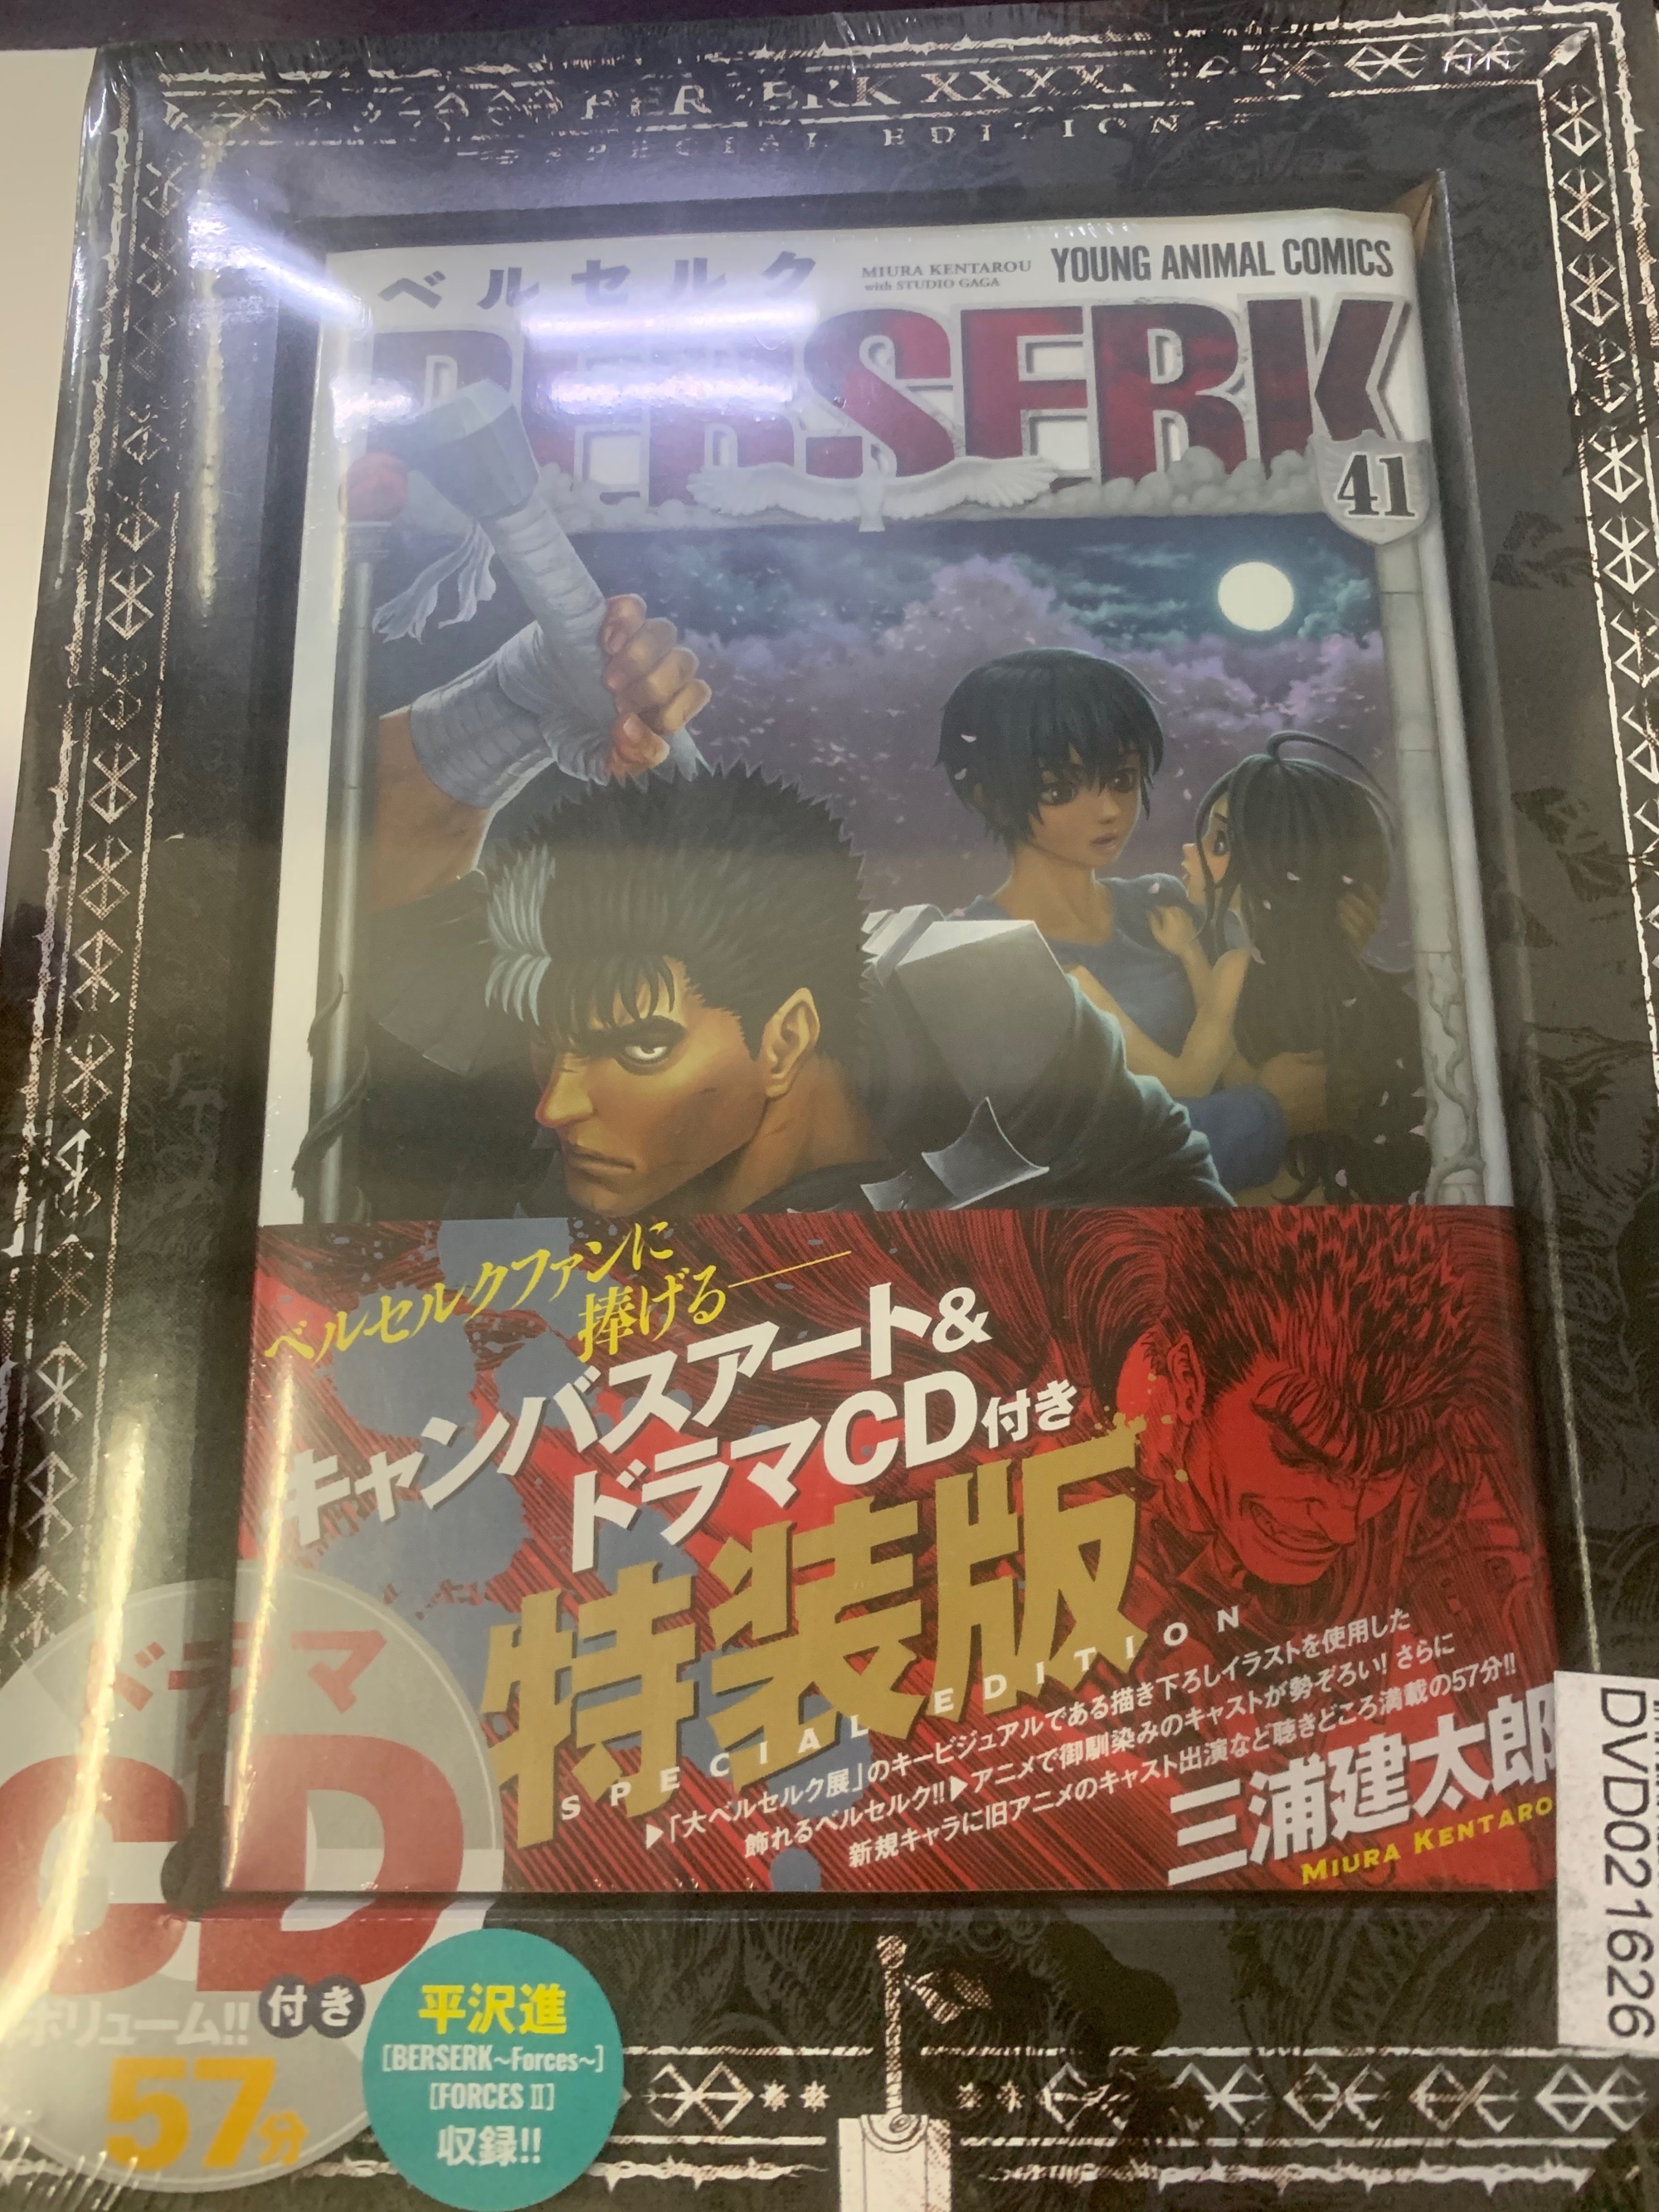 BERSERK XXXX
SPECIAL EDITION
ベルセルク
MIURA KENTAROU
with STUDIO GAGA
YOUNG ANIMAL COMICS
BERSERK
41
ベルセルクファンに
捧げる──
キャンバスアート&
ドラマCD付き
特装版
SPECIAL EDITION
▶「大ベルセルク展」のキービジュアルである描き下ろしイラストを使用した
飾れるベルセルク!!▶アニメで御馴染みのキャストが勢ぞろい! さらに
新規キャラに旧アニメのキャスト出演など聴きどころ満載の57分!!
三浦建太郎
MIURA KENTARO
ドラマ
CD
付き
ボリューム!!
57分
平沢進
[BERSERK~Forces~]
[FORCES II]
収録!!
DVD021626